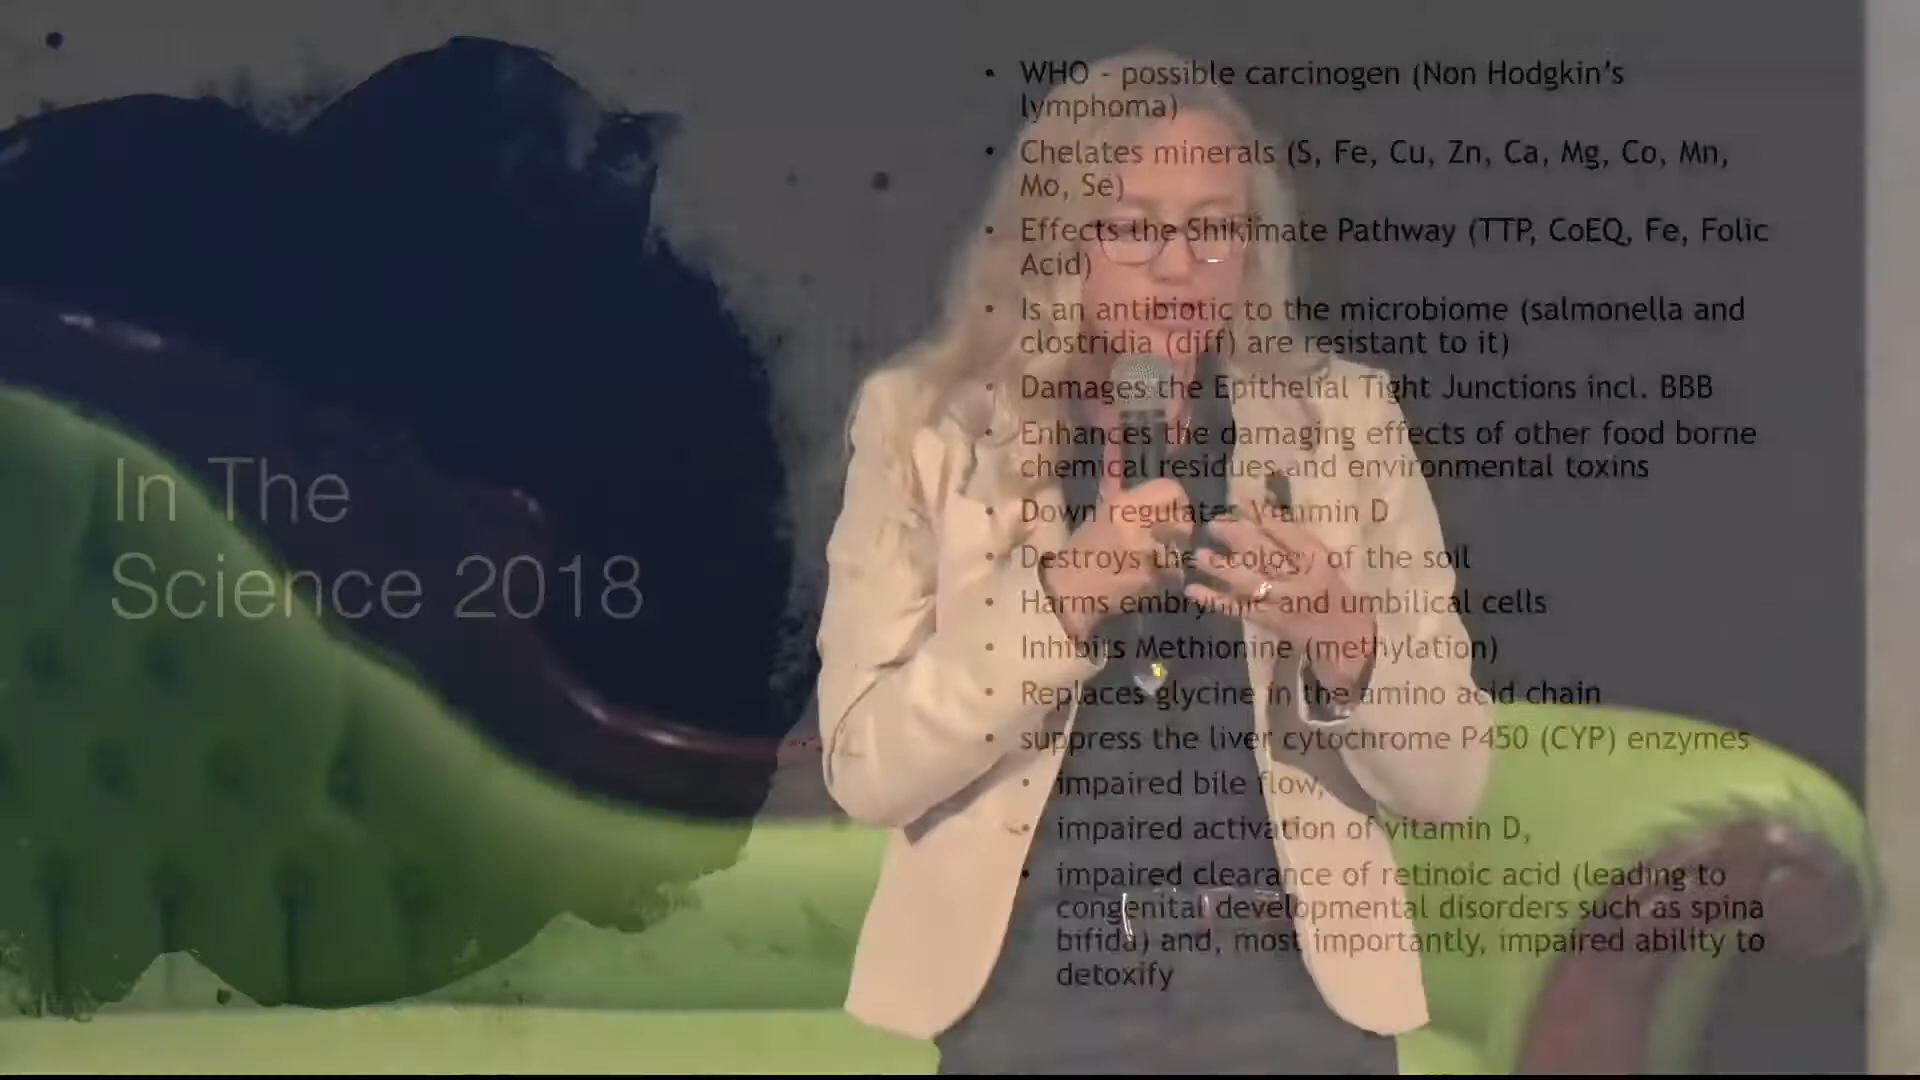 In The
Science 2018
• WHO - possible carcinogen (Non Hodgkin's
lymphoma)
• Chelates minerals (S, Fe, Cu, Zn, Ca, Mg, Co, Mn,
Mo, Se)
• Effects the Shikimate Pathway (TTP, CoEQ, Fe, Folic
Acid)
• Is an antibiotic to the microbiome (salmonella and
clostridia (diff) are resistant to it)
• Damages the Epithelial Tight Junctions incl. BBB
• Enhances the damaging effects of other food borne
chemical residues and environmental toxins
• Down regulates Vitamin D
• Destroys the ecology of the soil
• Harms embryonic and umbilical cells
• Inhibits Methionine (methylation)
• Replaces glycine in the amino acid chain
• suppress the liver cytochrome P450 (CYP) enzymes
• impaired bile flow,
• impaired activation of vitamin D,
• impaired clearance of retinoic acid (leading to
congenital developmental disorders such as spina
bifida) and, most importantly, impaired ability to
detoxify